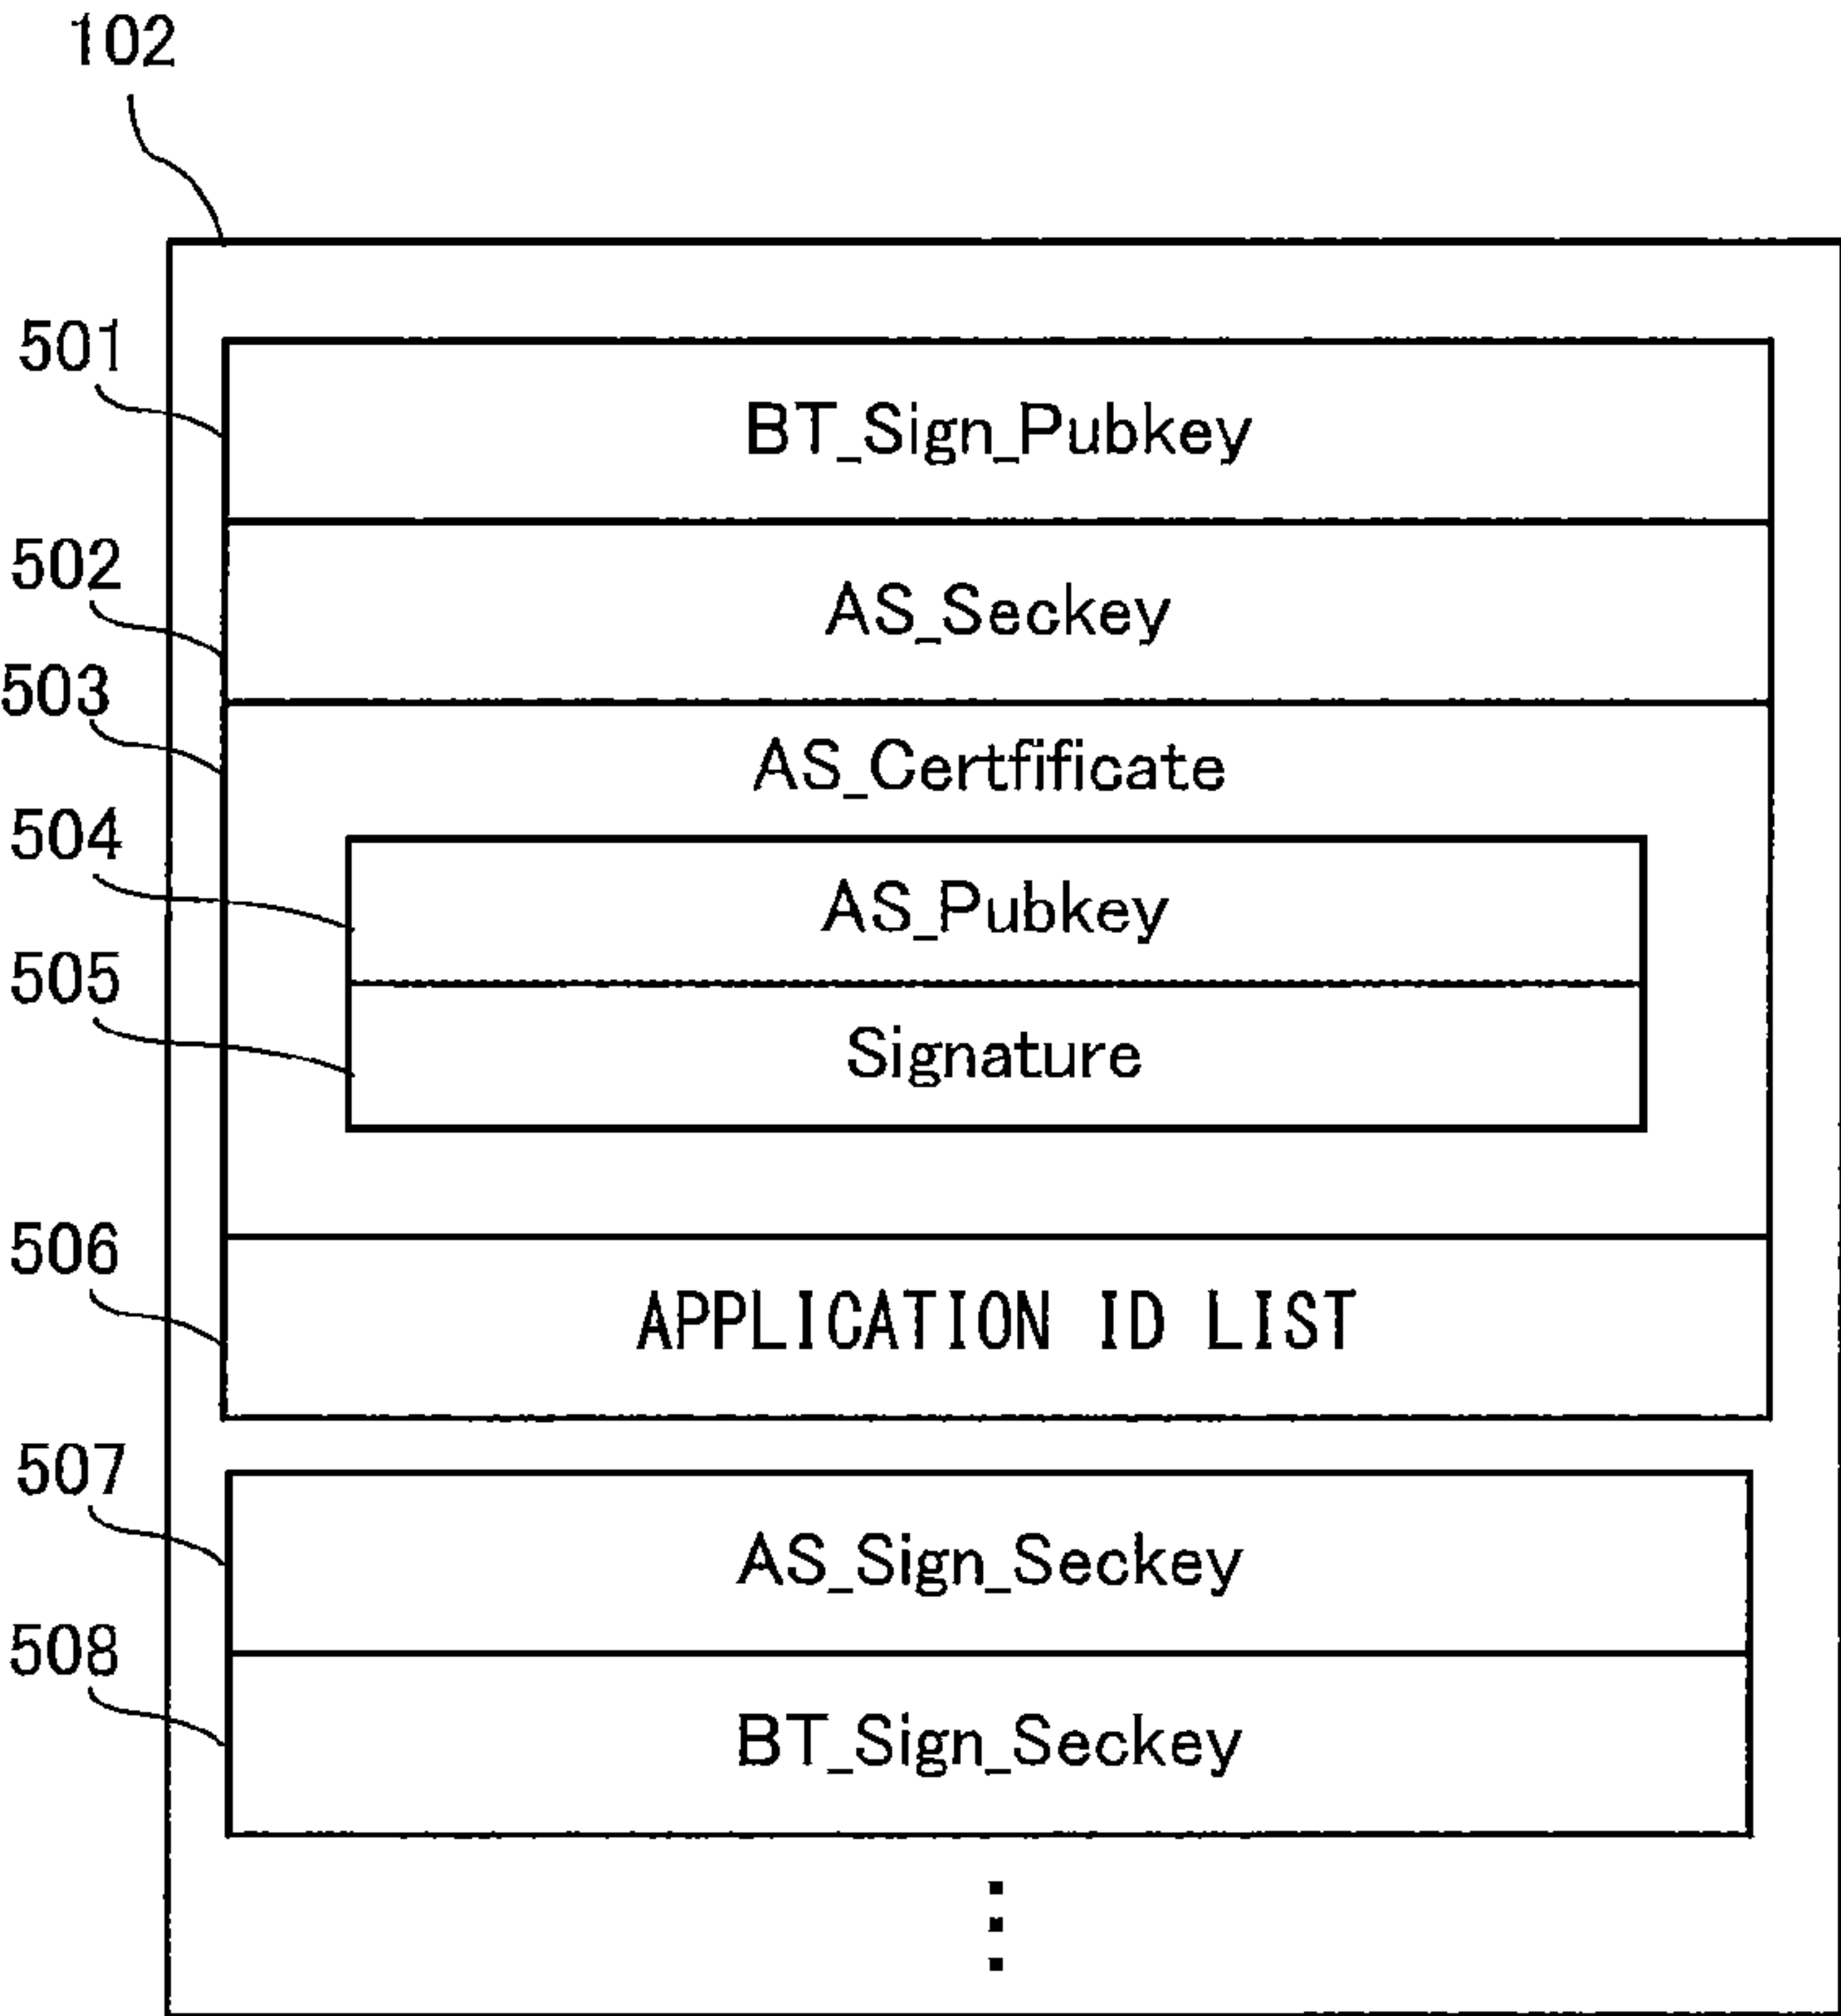 102
501
BT_Sign_Pubkey
502
AS_Seckey
503
AS_Certfificate
504
AS_Pubkey
505
Signature
506
APPLICATION ID LIST
507
AS_Sign_Seckey
508
BT_Sign_Seckey